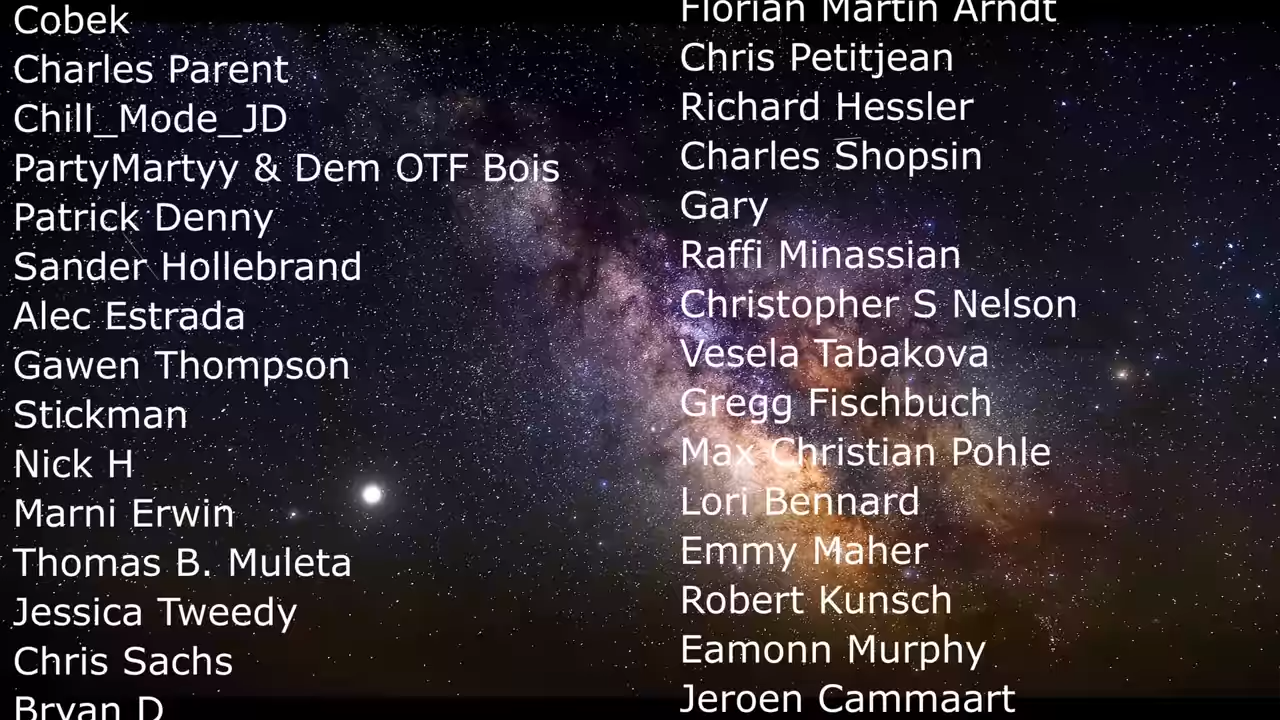 Cobek
Charles Parent
Chill_Mode_JD
PartyMartyy & Dem OTF Bois
Patrick Denny
Sander Hollebrand
Alec Estrada
Gawen Thompson
Stickman
Nick H
Marni Erwin
Thomas B. Muleta
Jessica Tweedy
Chris Sachs
Bryan D
Florian Martin Arndt
Chris Petitjean
Richard Hessler
Charles Shopsin
Gary
Raffi Minassian
Christopher S Nelson
Vesela Tabakova
Gregg Fischbuch
Max Christian Pohle
Lori Bennard
Emmy Maher
Robert Kunsch
Eamonn Murphy
Jeroen Cammaart